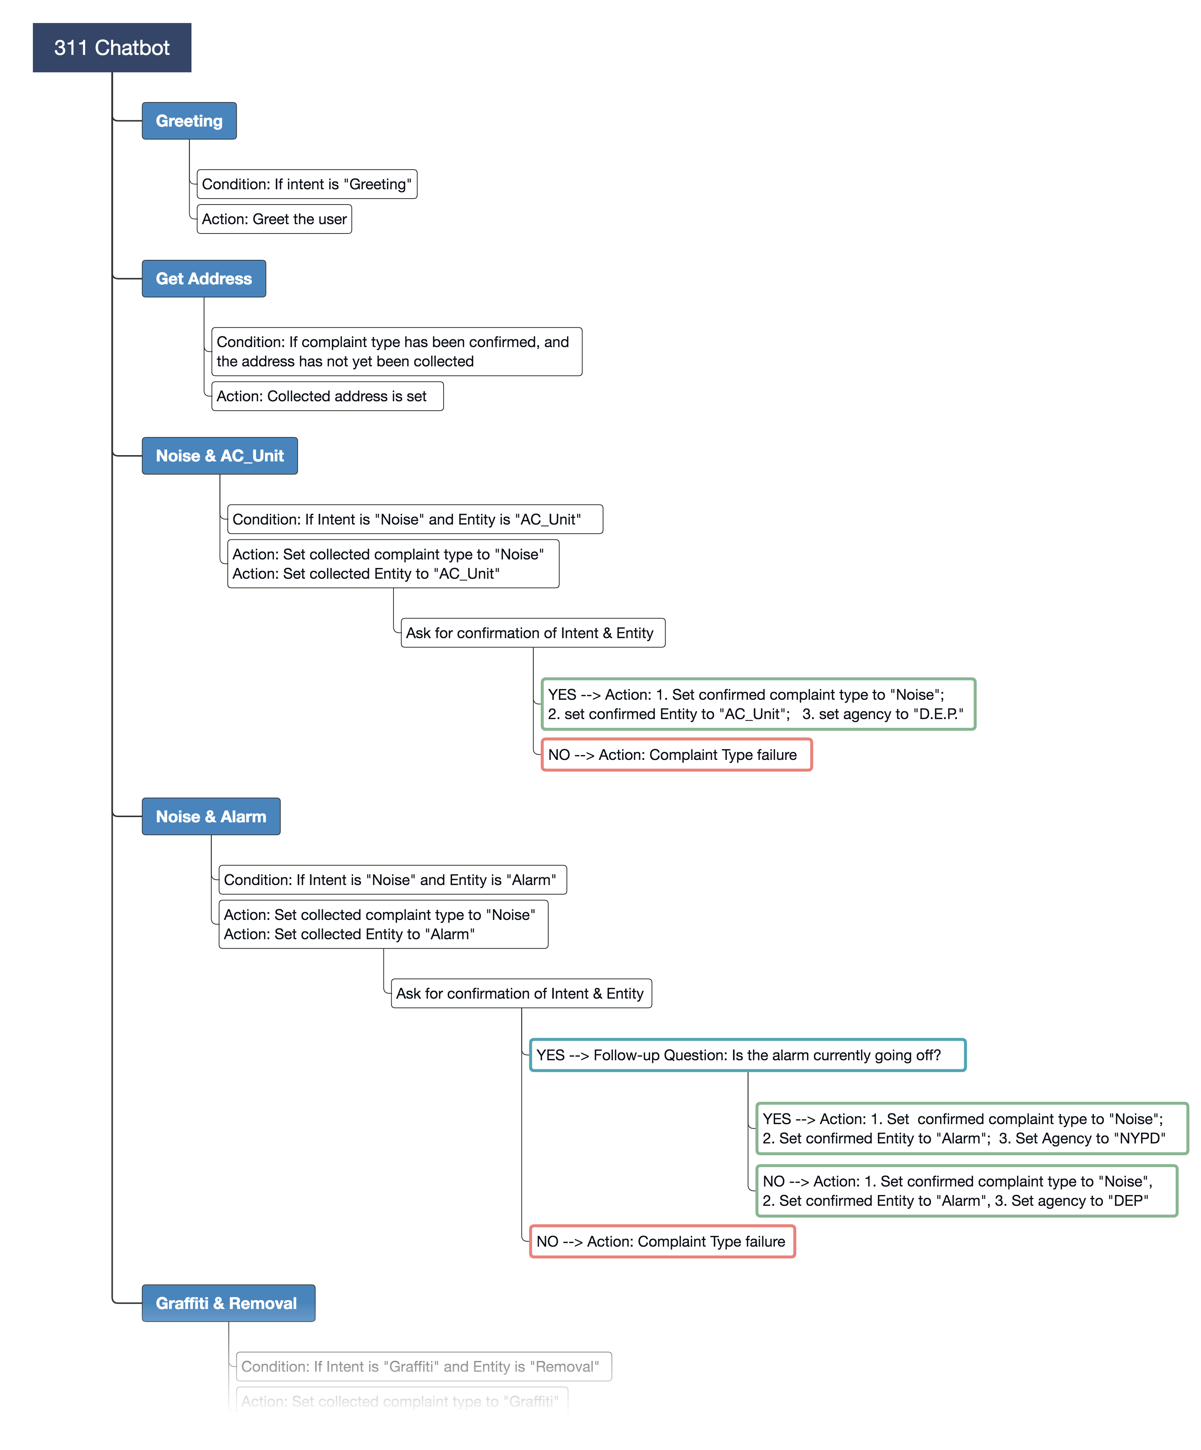 311 Chatbot
Greeting
Condition: If intent is "Greeting"
Action: Greet the user
Get Address
Condition: If complaint type has been confirmed, and
the address has not yet been collected
Action: Collected address is set
Noise & AC_Unit
Condition: If Intent is "Noise" and Entity is "AC_Unit"
Action: Set collected complaint type to "Noise"
Action: Set collected Entity to "AC_Unit"
Ask for confirmation of Intent & Entity
YES --> Action: 1. Set confirmed complaint type to "Noise";
2. set confirmed Entity to "AC_Unit";   3. set agency to "D.E.P."
NO --> Action: Complaint Type failure
Noise & Alarm
Condition: If Intent is "Noise" and Entity is "Alarm"
Action: Set collected complaint type to "Noise"
Action: Set collected Entity to "Alarm"
Ask for confirmation of Intent & Entity
YES --> Follow-up Question: Is the alarm currently going off?
YES --> Action: 1. Set  confirmed complaint type to "Noise";
2. Set confirmed Entity to "Alarm";  3. Set Agency to "NYPD"
NO --> Action: 1. Set confirmed complaint type to "Noise",
2. Set confirmed Entity to "Alarm", 3. Set agency to "DEP"
NO --> Action: Complaint Type failure
Graffiti & Removal
Condition: If Intent is "Graffiti" and Entity is "Removal"
Action: Set collected complaint type to "Graffiti"